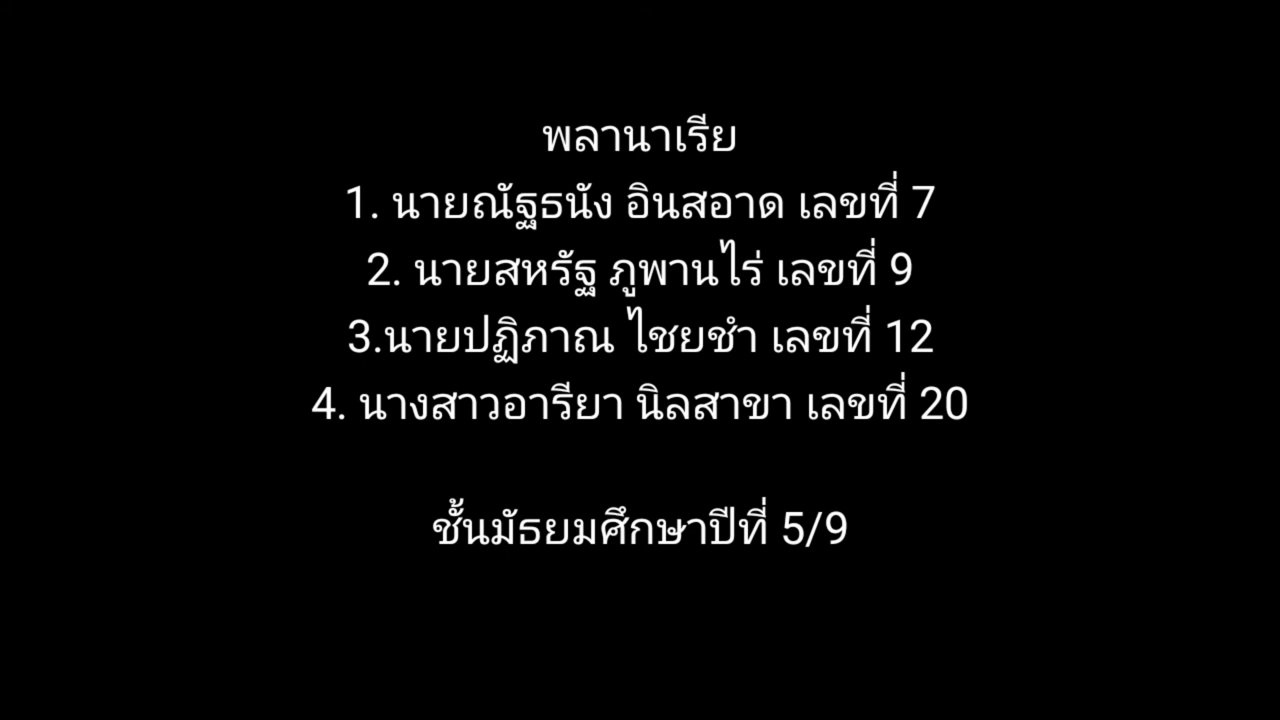 พลานาเรีย
1. นายณัฐธนัง อินสอาด เลขที่ 7
2. นายสหรัฐ ภูพานไร่ เลขที่ 9
3.นายปฏิภาณ ไชยชำ เลขที่ 12
4. นางสาวอารียา นิลสาขา เลขที่ 20
ชั้นมัธยมศึกษาปีที่ 5/9